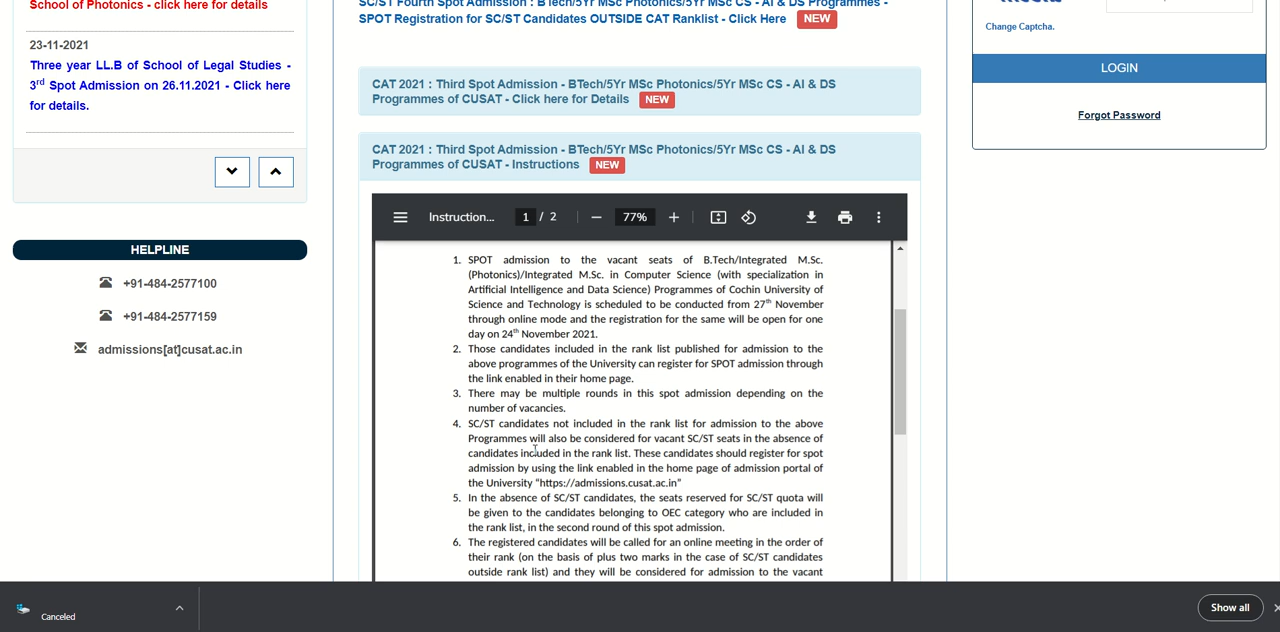 School of Photonics - click here for details
23-11-2021
Three year LL.B of School of Legal Studies -
3rd Spot Admission on 26.11.2021 - Click here
for details.
HELPLINE
+91-484-2577100
+91-484-2577159
admissions[at]cusat.ac.in
SC/ST Fourth Spot Admission : BTech/5Yr MSc Photonics/5Yr MSc CS - AI & DS Programmes -
SPOT Registration for SC/ST Candidates OUTSIDE CAT Ranklist - Click Here NEW
CAT 2021 : Third Spot Admission - BTech/5Yr MSc Photonics/5Yr MSc CS - AI & DS
Programmes of CUSAT - Click here for Details NEW
CAT 2021 : Third Spot Admission - BTech/5Yr MSc Photonics/5Yr MSc CS - AI & DS
Programmes of CUSAT - Instructions NEW
Instruction... 1 / 2 77%
1. SPOT admission to the vacant seats of B.Tech/Integrated M.Sc.
(Photonics)/Integrated M.Sc. in Computer Science (with specialization in
Artificial Intelligence and Data Science) Programmes of Cochin University of
Science and Technology is scheduled to be conducted from 27th November
through online mode and the registration for the same will be open for one
day on 24th November 2021.
2. Those candidates included in the rank list published for admission to the
above programmes of the University can register for SPOT admission through
the link enabled in their home page.
3. There may be multiple rounds in this spot admission depending on the
number of vacancies.
4. SC/ST candidates not included in the rank list for admission to the above
Programmes will also be considered for vacant SC/ST seats in the absence of
candidates included in the rank list. These candidates should register for spot
admission by using the link enabled in the home page of admission portal of
the University “https://admissions.cusat.ac.in”
5. In the absence of SC/ST candidates, the seats reserved for SC/ST quota will
be given to the candidates belonging to OEC category who are included in
the rank list, in the second round of this spot admission.
6. The registered candidates will be called for an online meeting in the order of
their rank (on the basis of plus two marks in the case of SC/ST candidates
outside rank list) and they will be considered for admission to the vacant
Change Captcha.
LOGIN
Forgot Password
Canceled
Show all